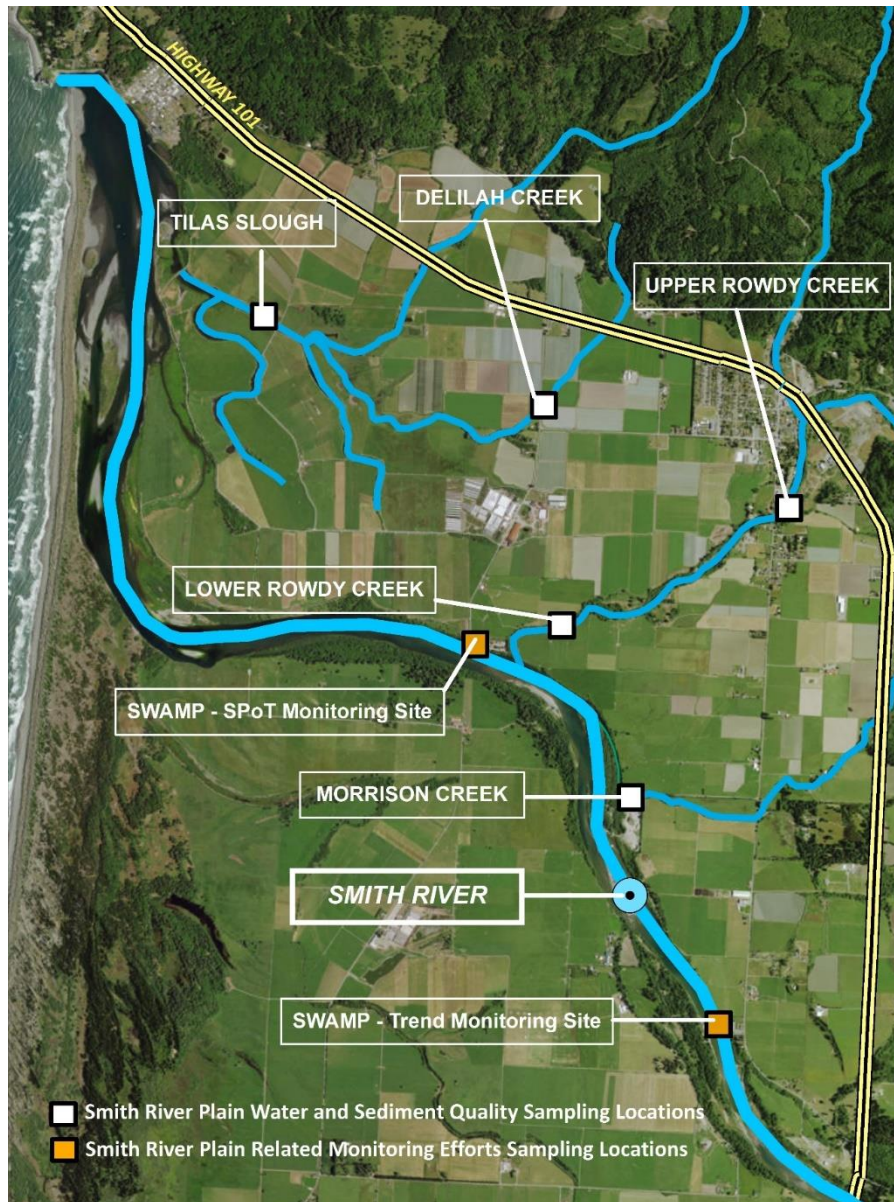 HIGHWAY 101
DELILAH CREEK
TILAS SLOUGH
UPPER ROWDY CREEK
LOWER ROWDY CREEK
SWAMP - SPoT Monitoring Site
MORRISON CREEK
SMITH RIVER
SWAMP - Trend Monitoring Site
Smith River Plain Water and Sediment Quality Sampling Locations
Smith River Plain Related Monitoring Efforts Sampling Locations